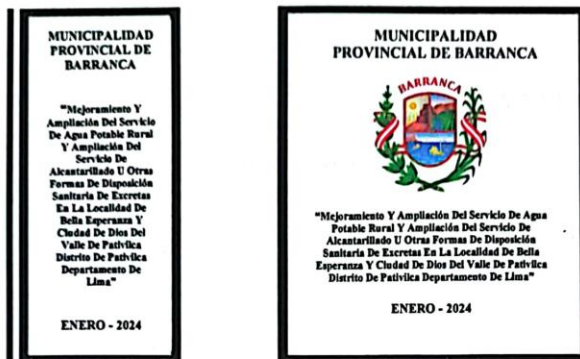 MUNICIPALIDAD
PROVINCIAL DE
BARRANCA
"Mejoramiento Y
Ampliación Del Servicio
De Agua Potable Rural
Y Ampliación Del
Servicio De
Alcantarillado U Otras
Formas De Disposición
Sanitaria De Excretas
En La Localidad De
Bella Esperanza Y
Ciudad De Dios Del
Valle De Pativilca
Distrito De Pativilca
Departamento De
Lima"
ENERO - 2024
MUNICIPALIDAD
PROVINCIAL DE BARRANCA
BARRANCA
"Mejoramiento Y Ampliación Del Servicio De Agua
Potable Rural Y Ampliación Del Servicio De
Alcantarillado U Otras Formas De Disposición
Sanitaria De Excretas En La Localidad De Bella
Esperanza Y Ciudad De Dios Del Valle De Pativilca
Distrito De Pativilca Departamento De Lima"
ENERO - 2024